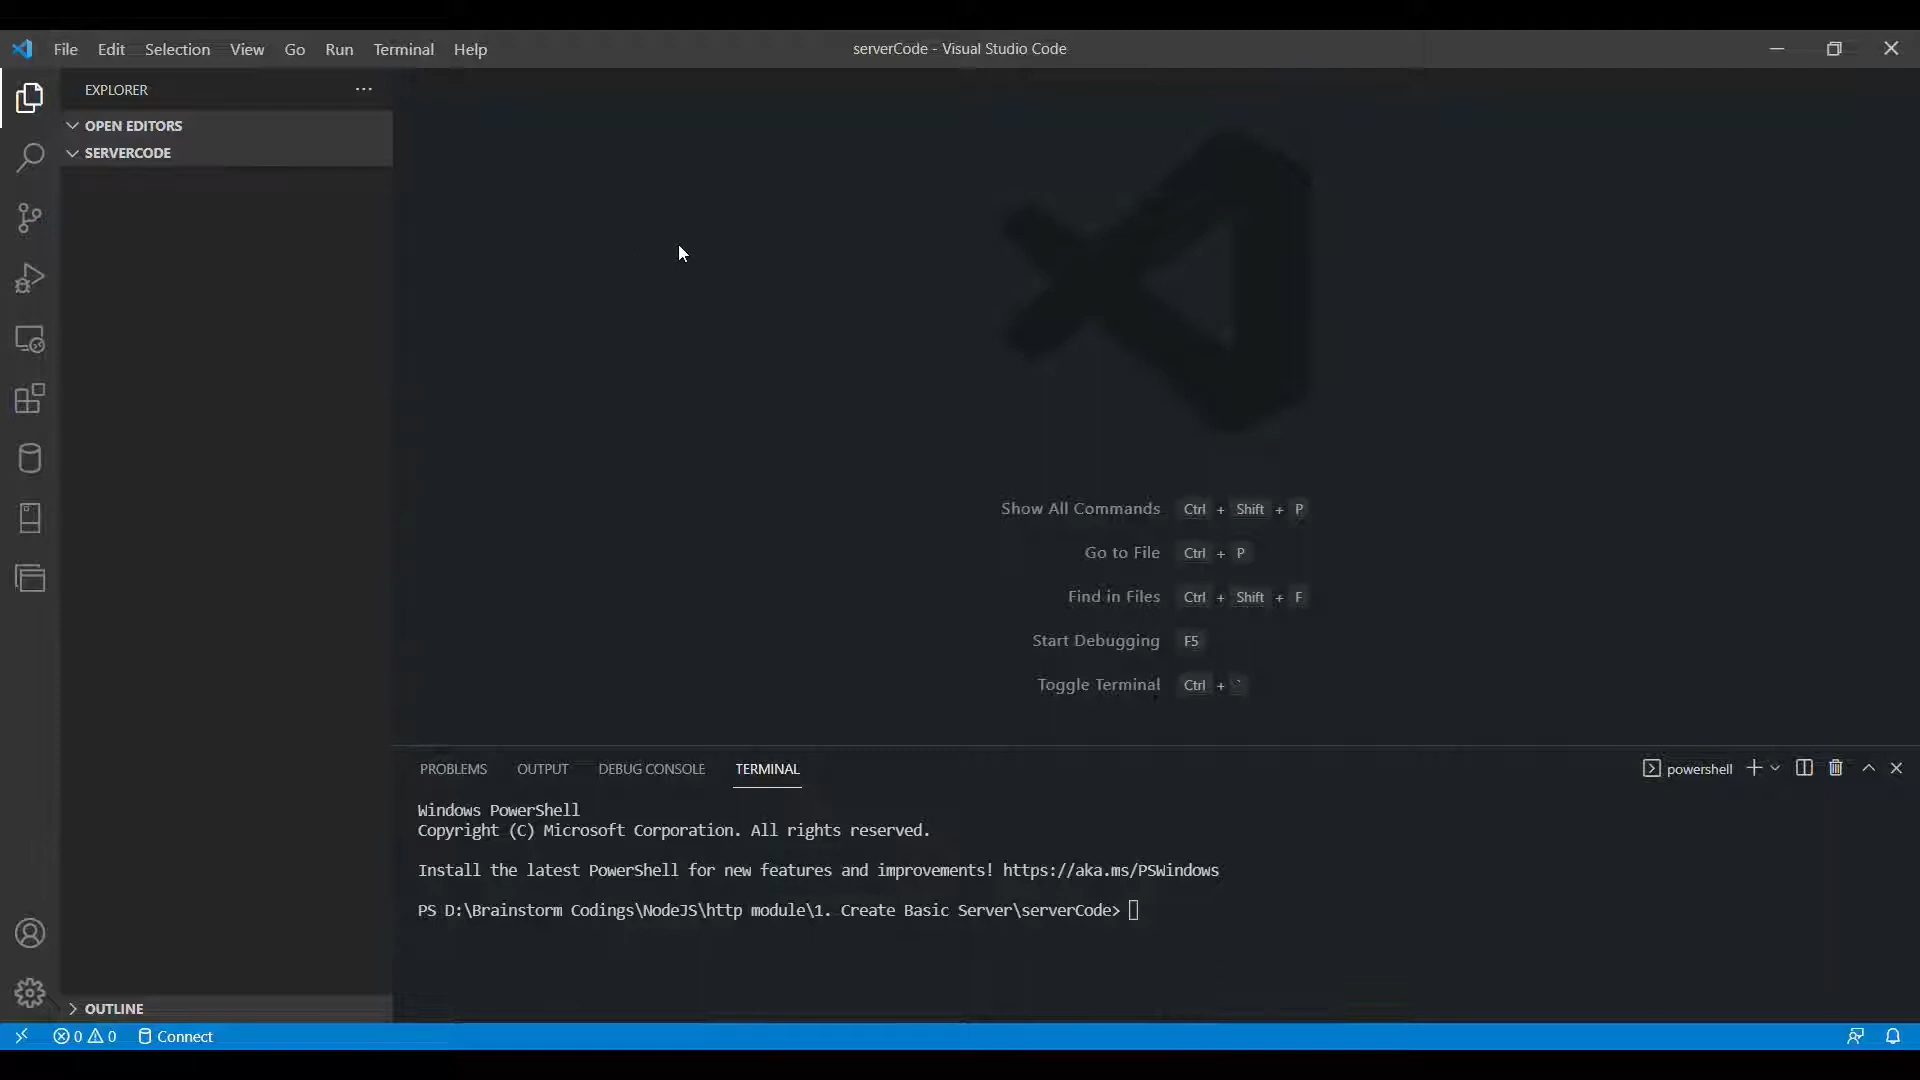 File Edit Selection View Go Run Terminal Help
serverCode - Visual Studio Code
EXPLORER
OPEN EDITORS
SERVERCODE
Show All Commands Ctrl + Shift + P
Go to File Ctrl + P
Find in Files Ctrl + Shift + F
Start Debugging F5
Toggle Terminal Ctrl + `
PROBLEMS OUTPUT DEBUG CONSOLE TERMINAL
powershell
Windows PowerShell
Copyright (C) Microsoft Corporation. All rights reserved.
Install the latest PowerShell for new features and improvements! https://aka.ms/PSWindows
PS D:\Brainstorm Codings\NodeJS\http module\1. Create Basic Server\serverCode>
OUTLINE
0 0 Connect